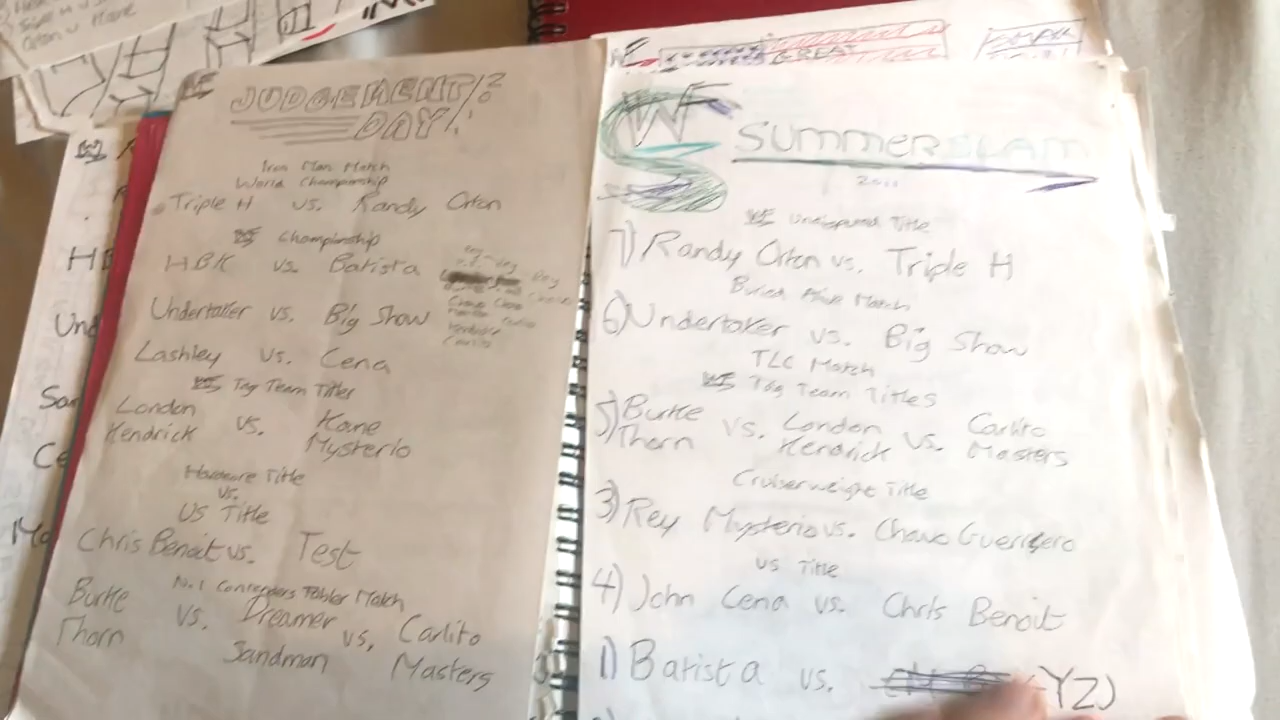 JUDGEMENT
DAY
Iron Man Match
World Championship
Triple H vs. Randy Orton
Championship
HBK vs. Batista
Undertaker vs. Big Show
Lashley vs. Cena
Tag Team Titles
London
Kendrick vs. Kane
Mysterio
Hardcore Title
vs.
US Title
Chris Benoit vs. Test
No.1 Contenders Match
Burke
Thorn vs. Dreamer
Sandman vs. Carlito
Masters
SUMMERSLAM
Title
7) Randy Orton vs. Triple H
Buried Alive Match
6) Undertaker vs. Big Show
TLC Match
Tag Team Titles
5) Burke
Thorn vs. London
Kendrick vs. Carlito
Masters
Cruiserweight Title
3) Rey Mysterio vs. Chavo Guerrero
US Title
4) John Cena vs. Chris Benoit
1) Batista vs. YZ)